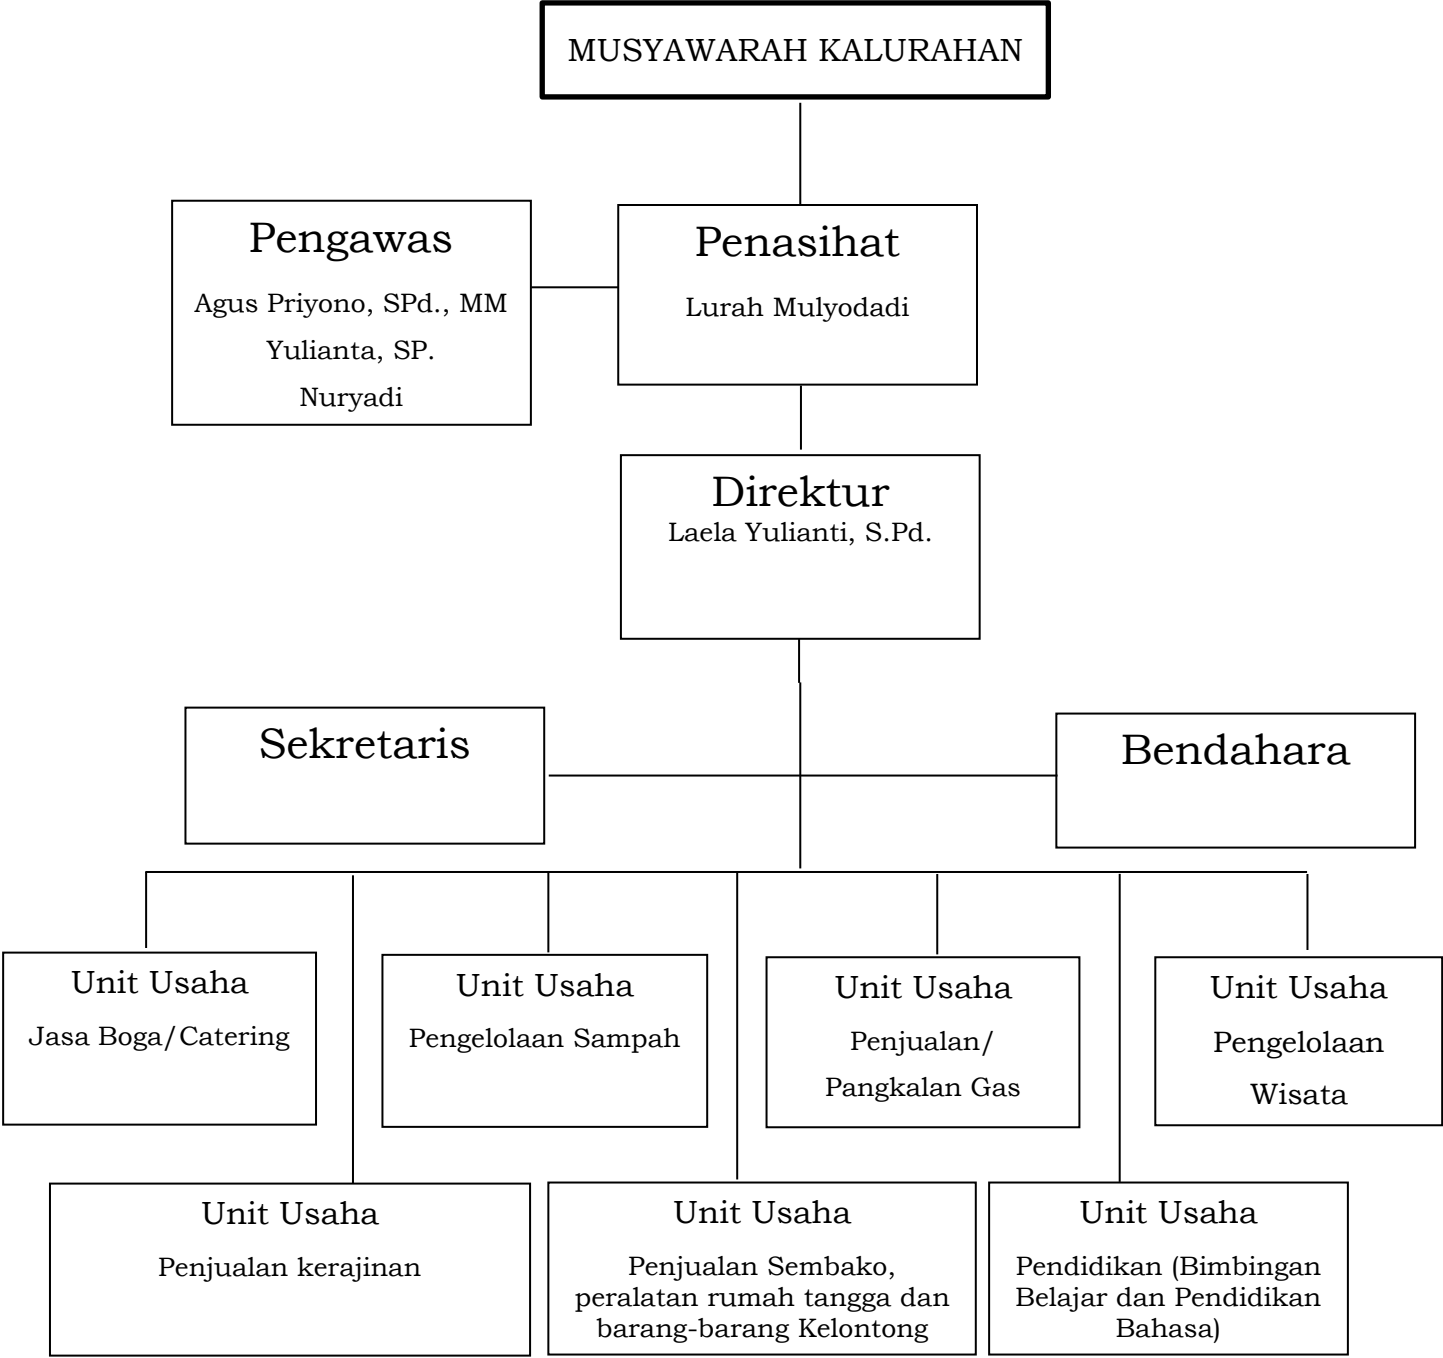 MUSYAWARAH KALURAHAN
Pengawas
Agus Priyono, SPd., MM
Yulianta, SP.
Nuryadi
Penasihat
Lurah Mulyodadi
Direktur
Laela Yulianti, S.Pd.
Sekretaris
Bendahara
Unit Usaha
Jasa Boga/Catering
Unit Usaha
Pengelolaan Sampah
Unit Usaha
Penjualan/
Pangkalan Gas
Unit Usaha
Pengelolaan
Wisata
Unit Usaha
Penjualan kerajinan
Unit Usaha
Penjualan Sembako,
peralatan rumah tangga dan
barang-barang Kelontong
Unit Usaha
Pendidikan (Bimbingan
Belajar dan Pendidikan
Bahasa)